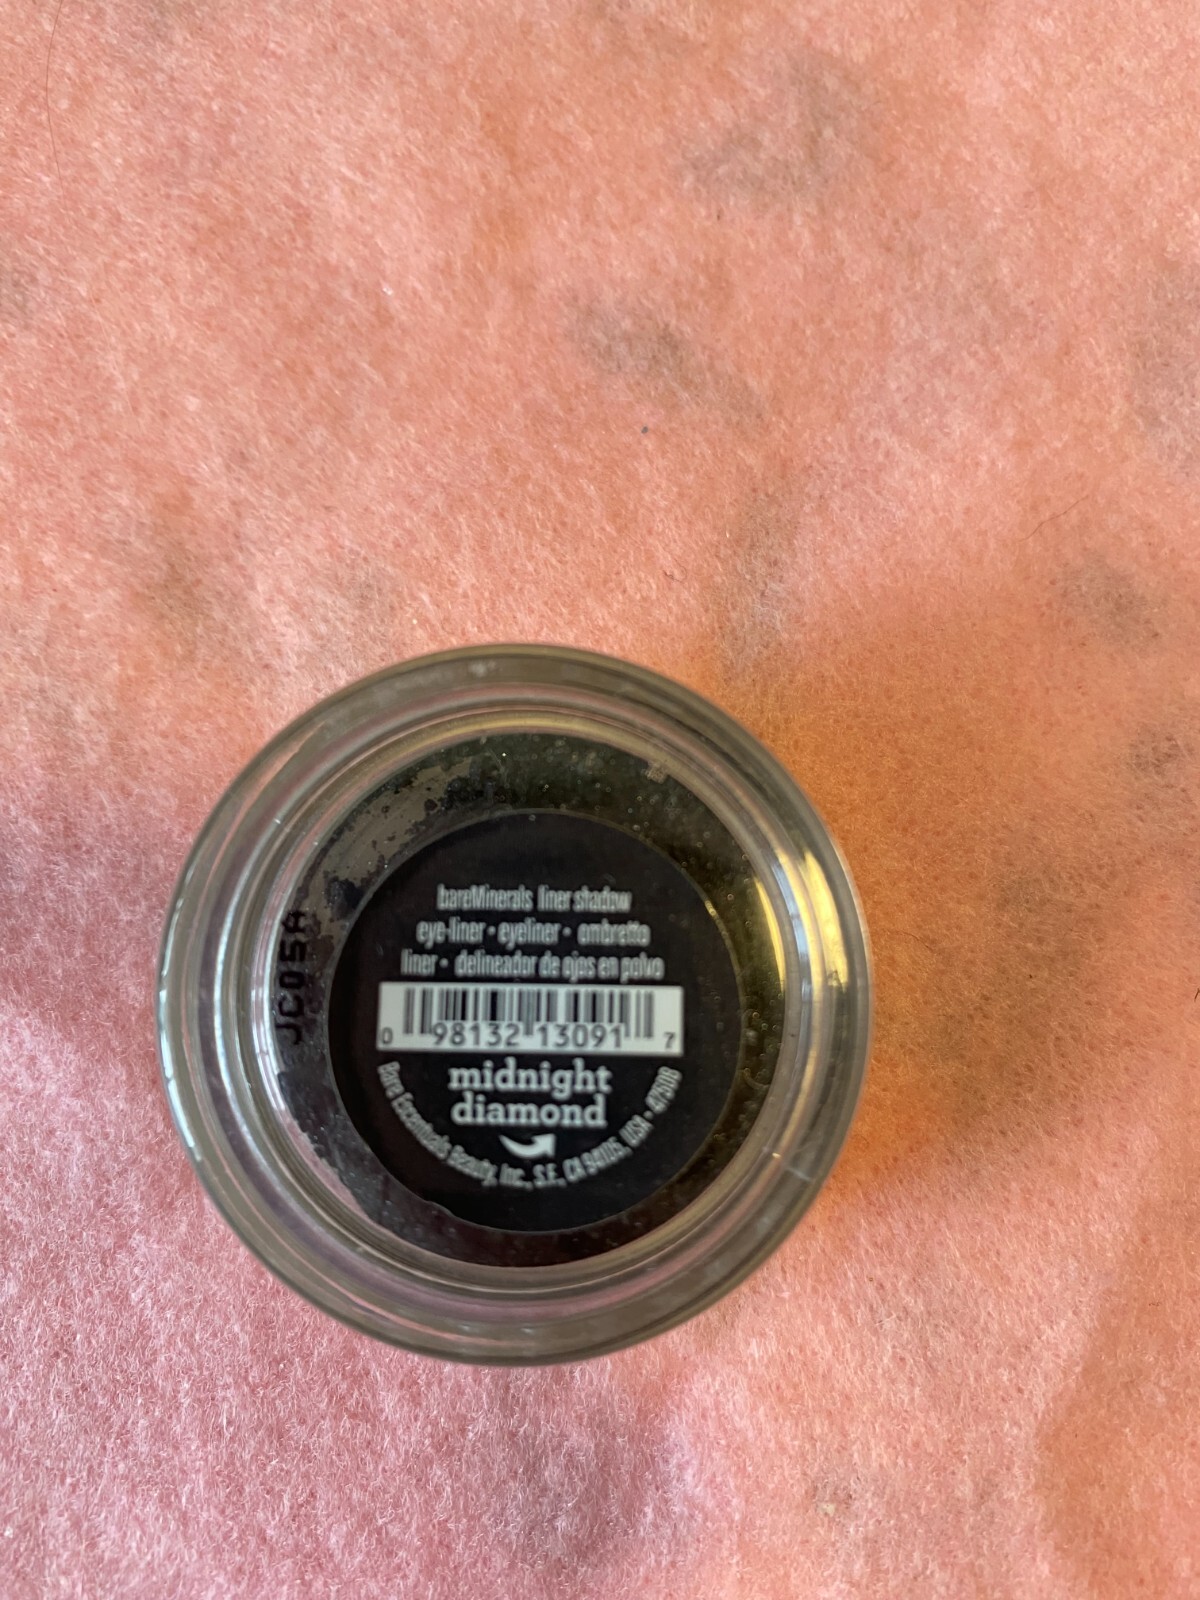 bareMinerals liner shadow
eye-liner • eyeliner • ombretto
liner • delineador de ojos en polvo
0 98132 13091 7
midnight
diamond
Bare Escentuals Beauty, Inc., S.F., CA 94105, USA •
JC05A